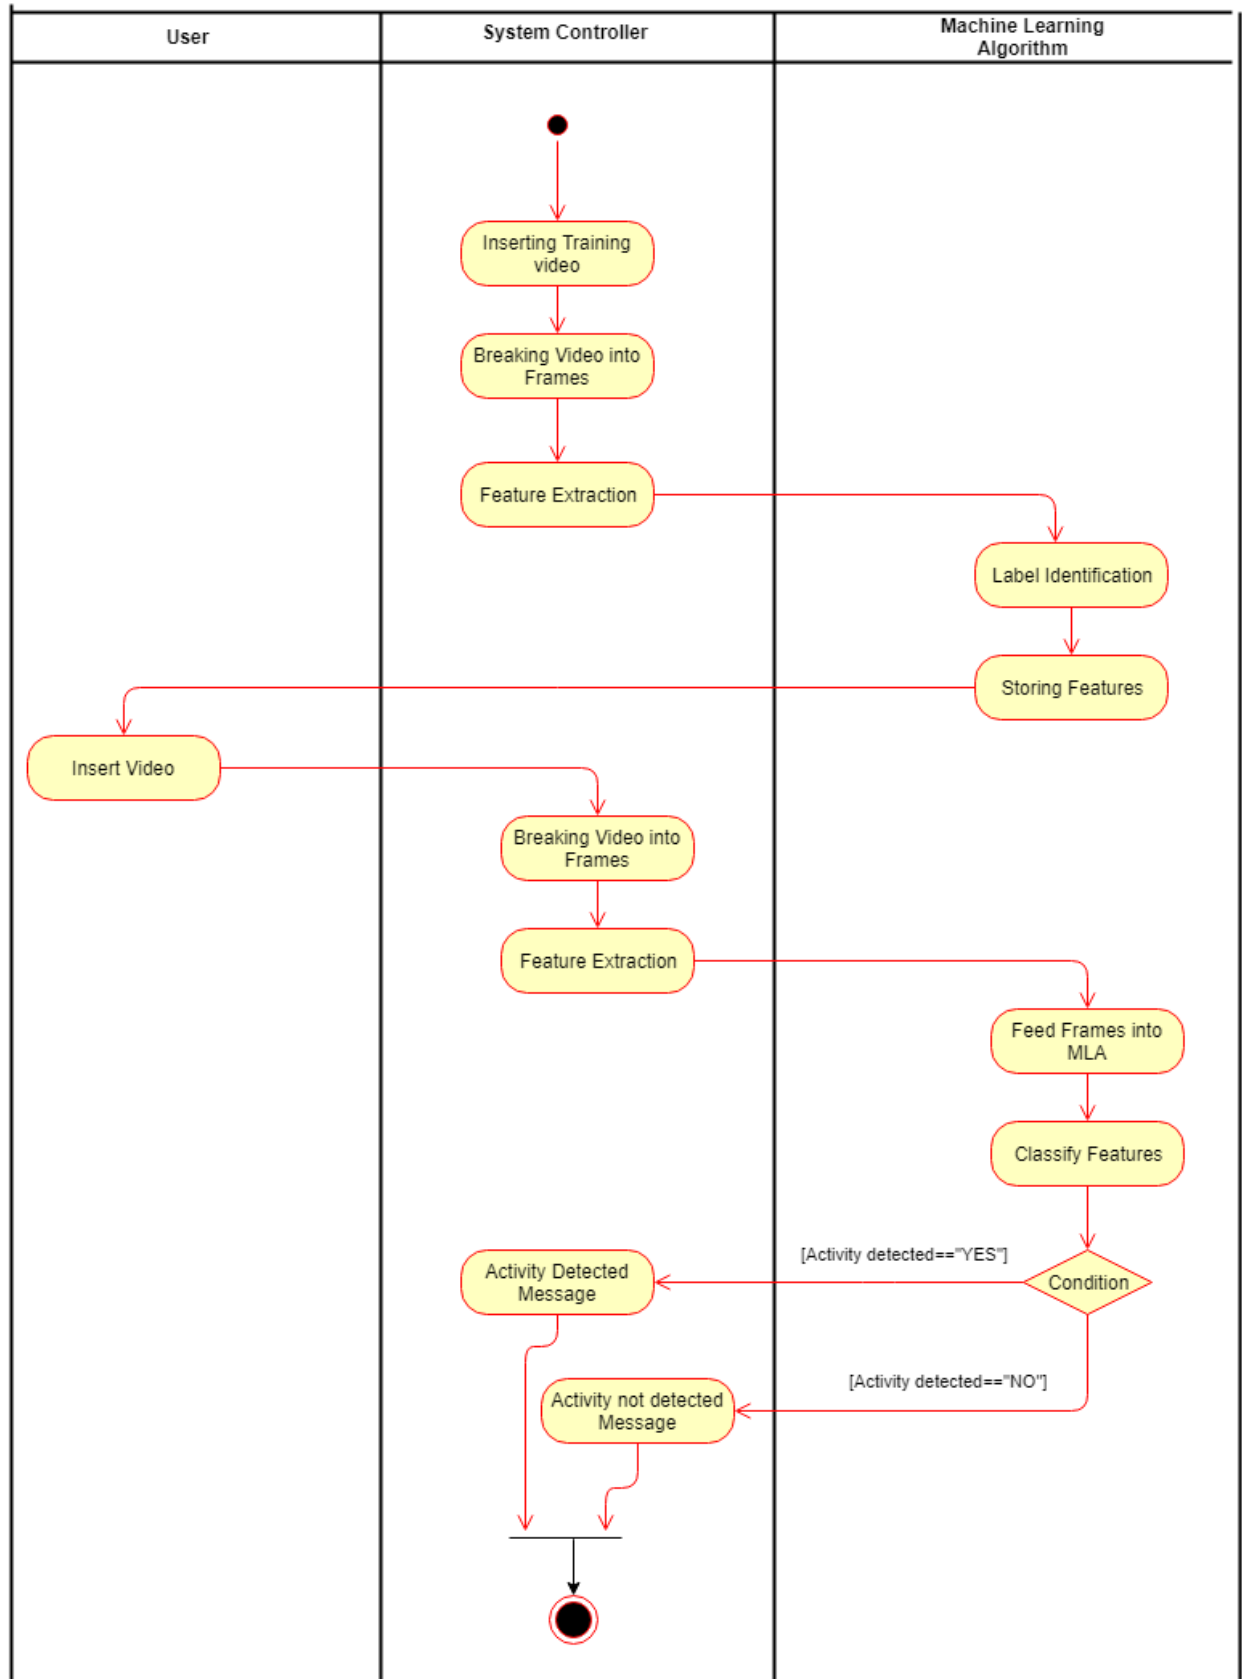 User
System Controller
Machine Learning
Algorithm
Inserting Training
video
Breaking Video into
Frames
Feature Extraction
Label Identification
Storing Features
Insert Video
Breaking Video into
Frames
Feature Extraction
Feed Frames into
MLA
Classify Features
[Activity detected=="YES"]
Condition
Activity Detected
Message
[Activity detected=="NO"]
Activity not detected
Message